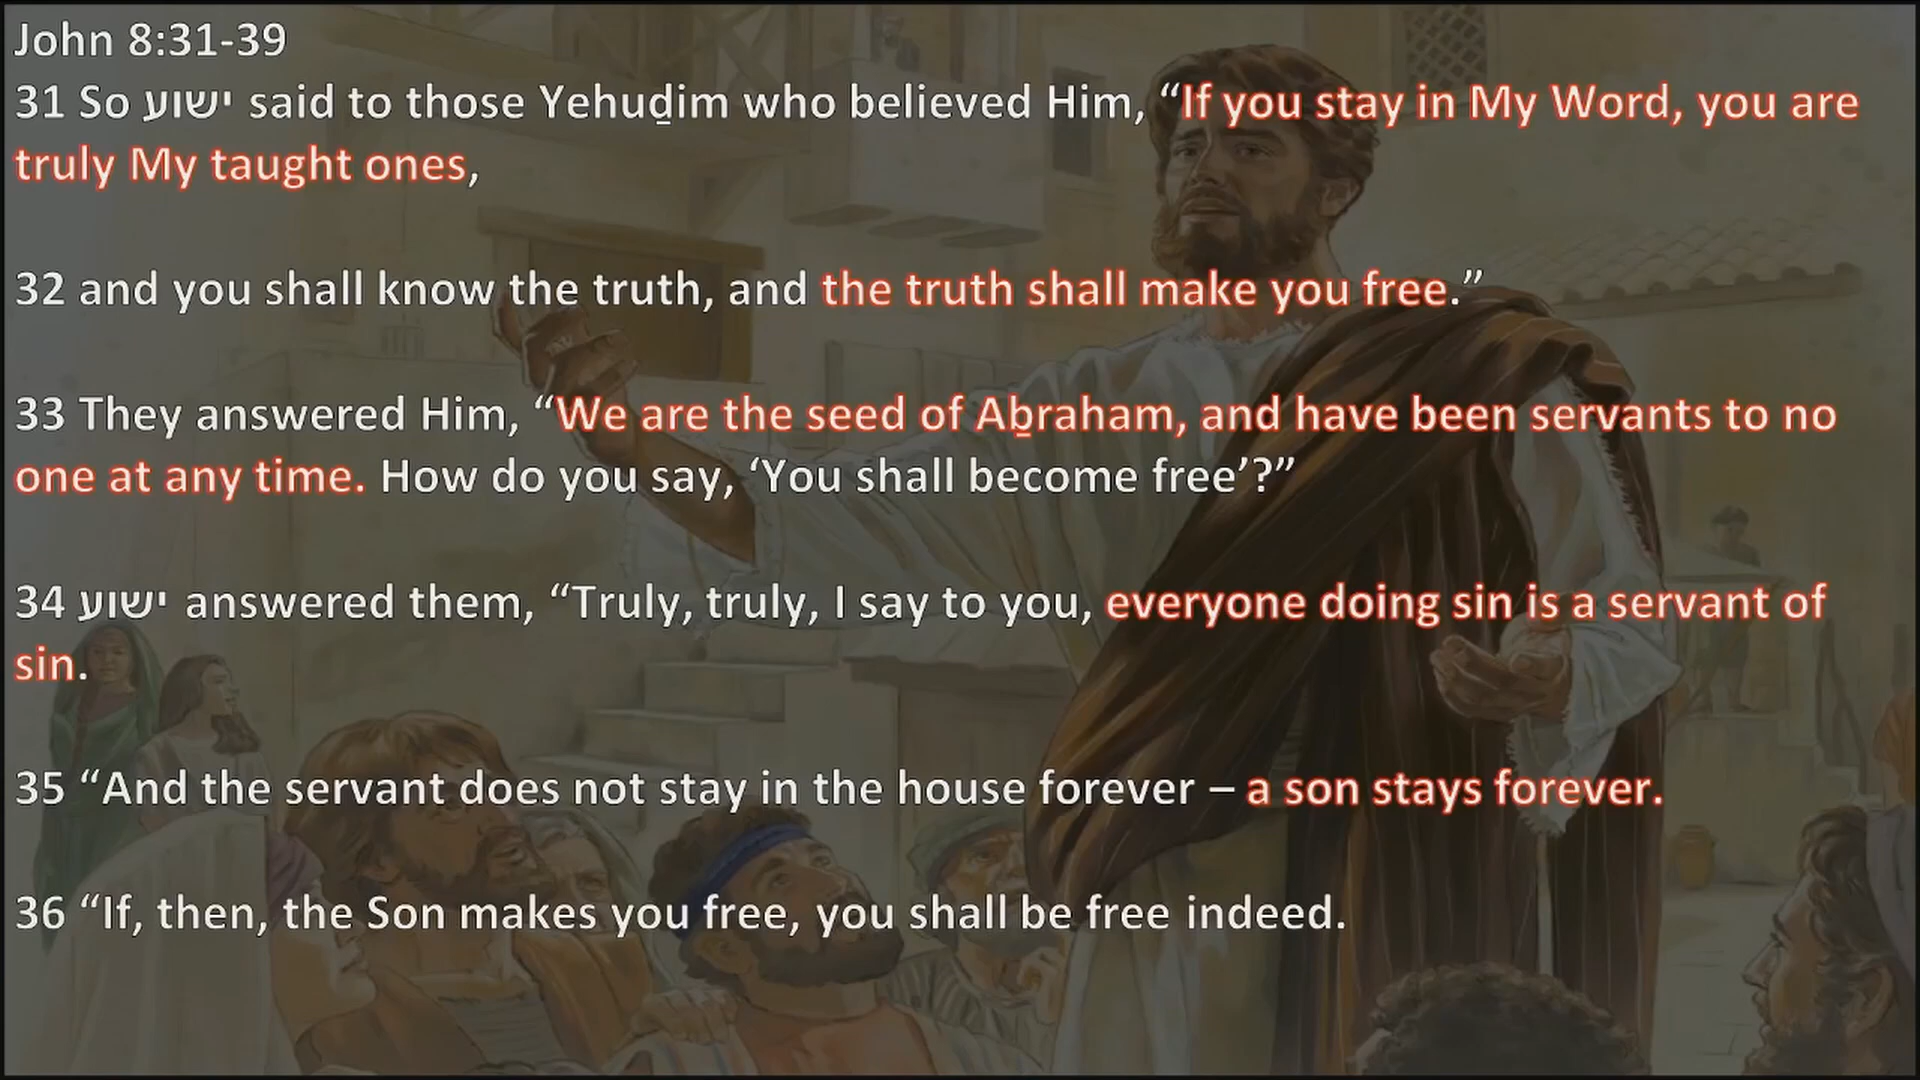 John 8:31-39
31 So ישוע said to those Yehuḏim who believed Him, “If you stay in My Word, you are
truly My taught ones,
32 and you shall know the truth, and the truth shall make you free.”
33 They answered Him, “We are the seed of Aḇraham, and have been servants to no
one at any time. How do you say, ‘You shall become free’?”
34 ישוע answered them, “Truly, truly, I say to you, everyone doing sin is a servant of
sin.
35 “And the servant does not stay in the house forever – a son stays forever.
36 “If, then, the Son makes you free, you shall be free indeed.